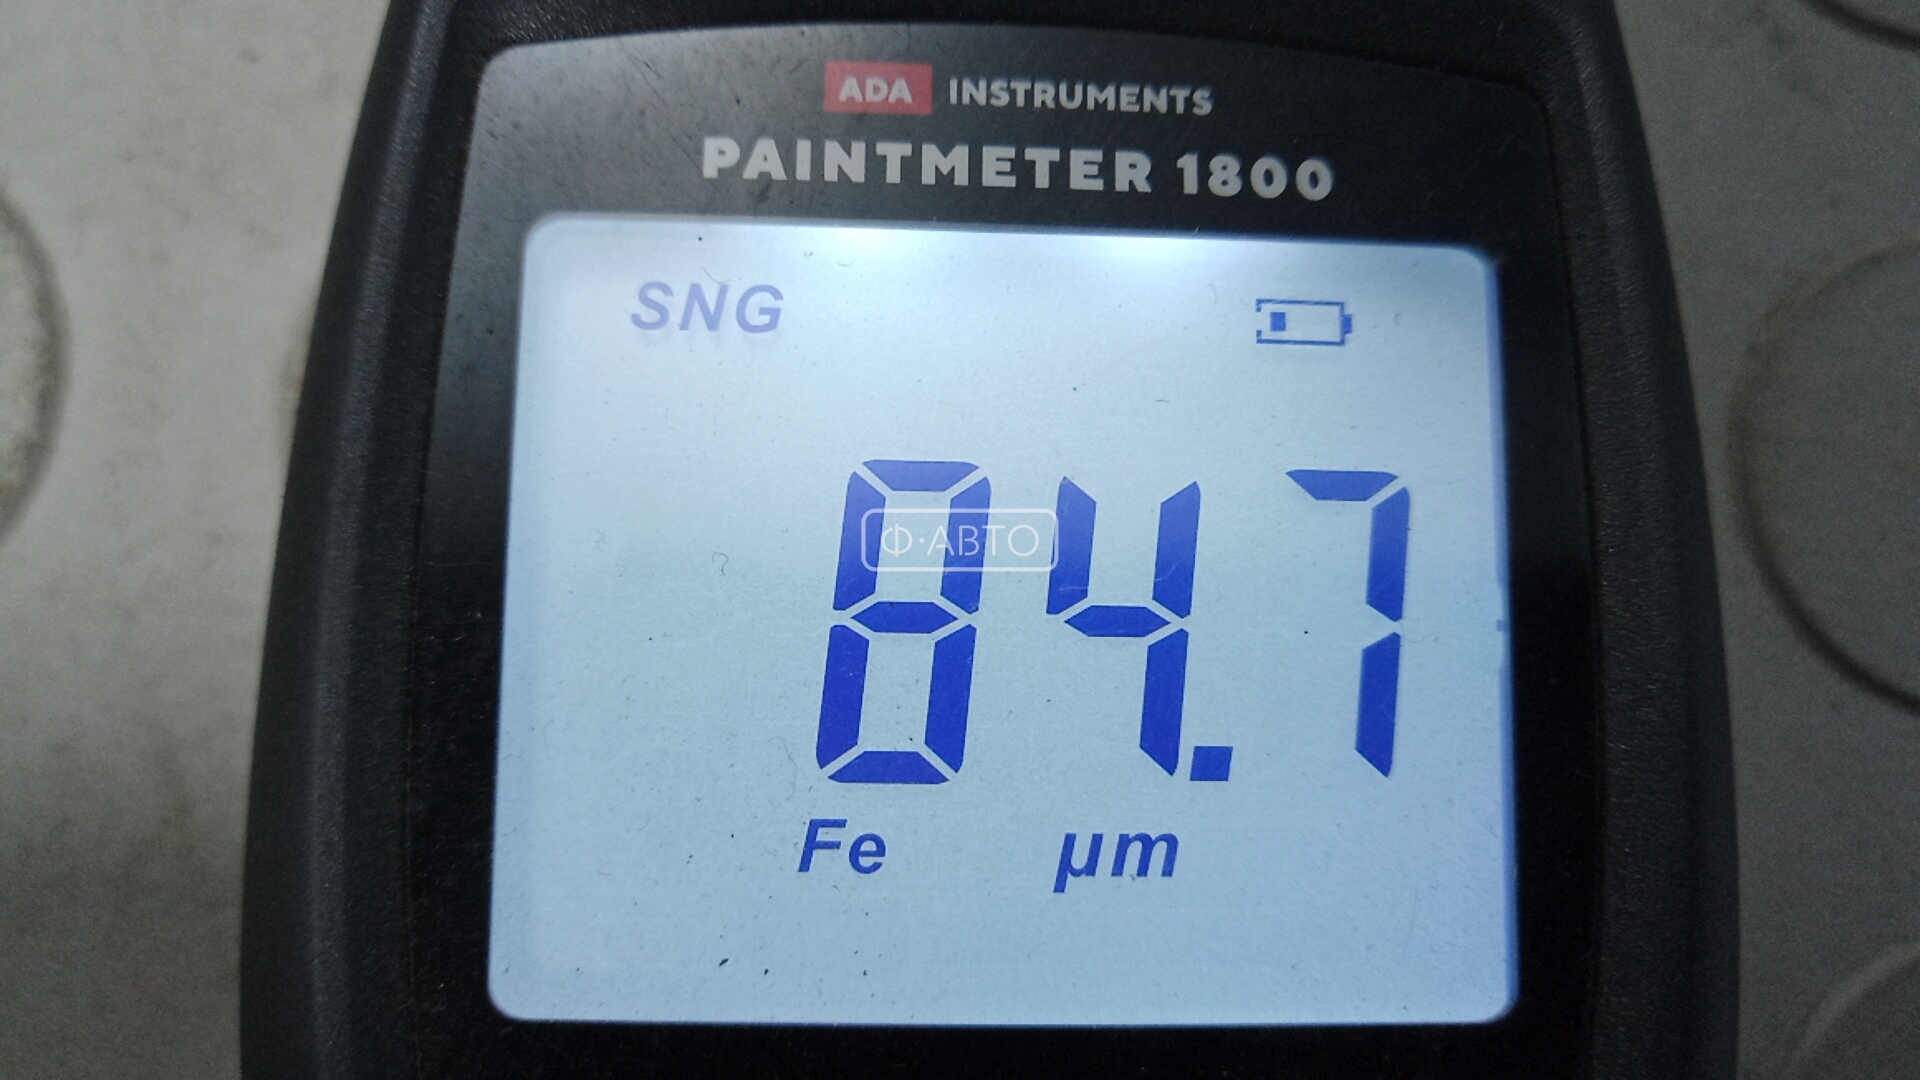 ADA INSTRUMENTS
PAINTMETER 1800
SNG
84.7
Ф·АВТО
Fe µm